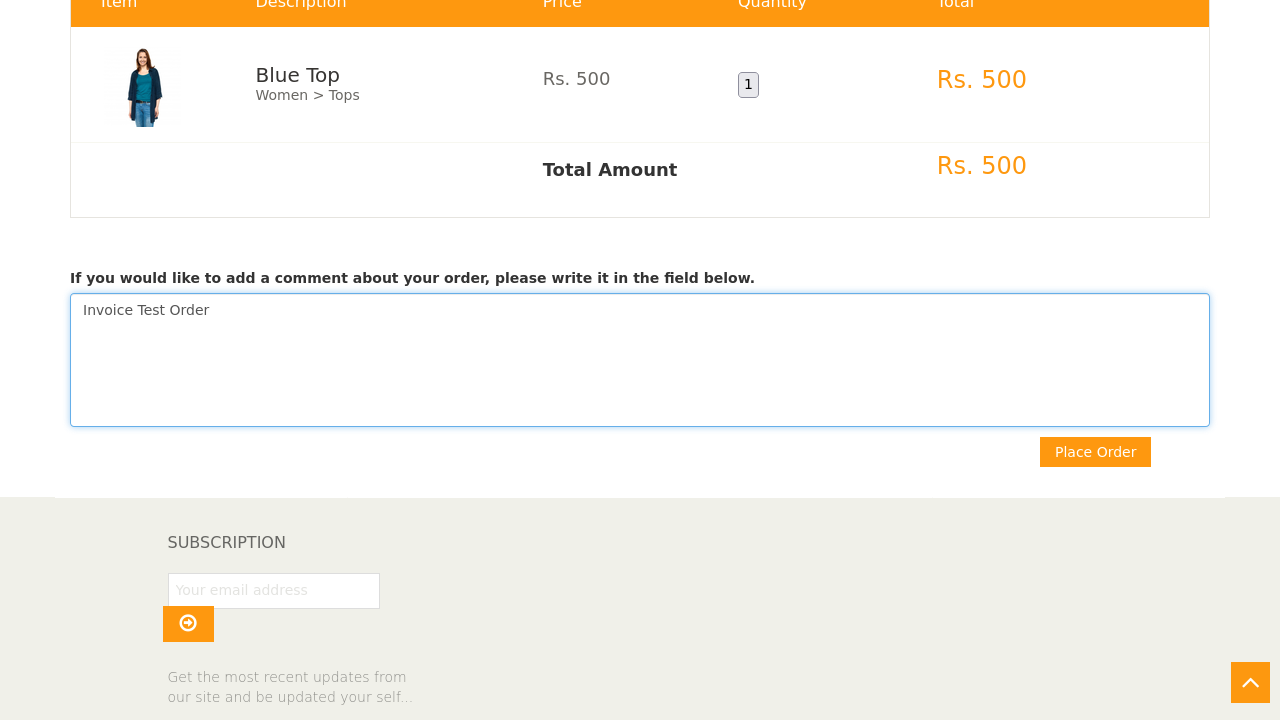 Item Description Price Quantity Total
Blue Top
Women > Tops
Rs. 500
1
Rs. 500
Total Amount Rs. 500
If you would like to add a comment about your order, please write it in the field below.
Invoice Test Order
Place Order
SUBSCRIPTION
Your email address
Get the most recent updates from
our site and be updated your self...